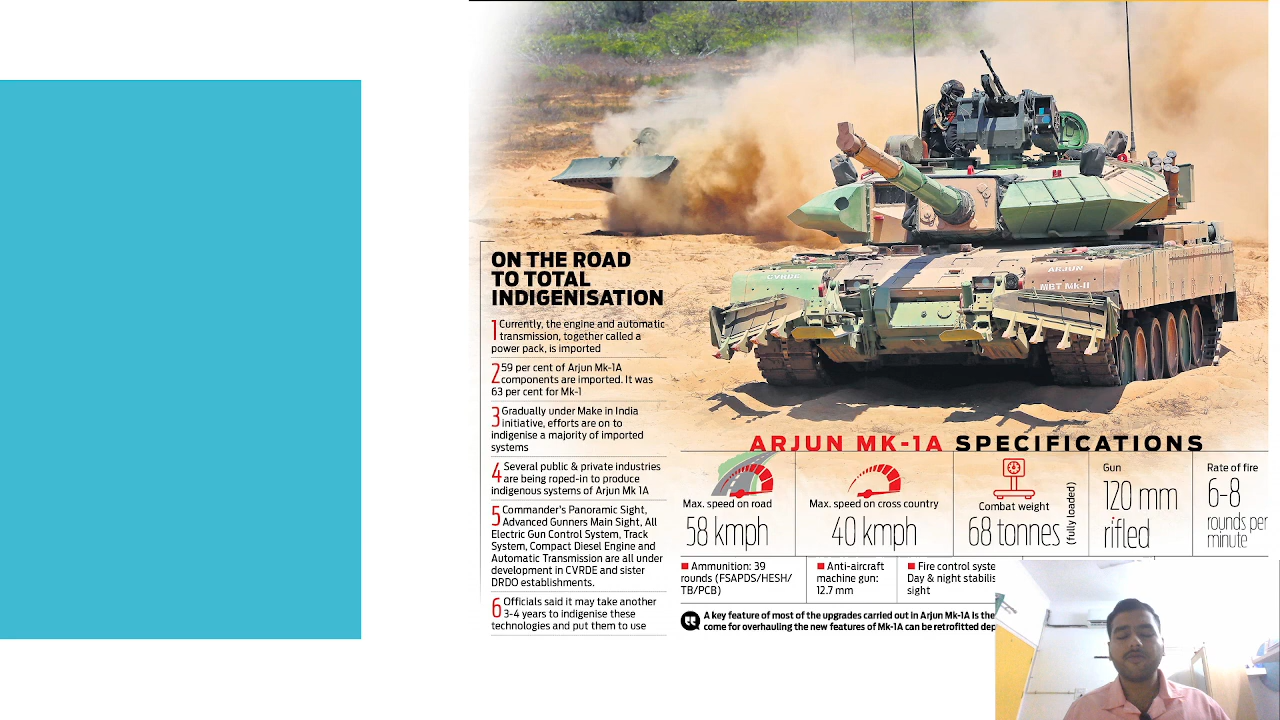 CVRDE
ARJUN
MBT Mk-II
ON THE ROAD
TO TOTAL
INDIGENISATION
1 Currently, the engine and automatic
transmission, together called a
power pack, is imported
2 59 per cent of Arjun Mk-1A
components are imported. It was
63 per cent for Mk-1
3 Gradually under Make in India
initiative, efforts are on to
indigenise a majority of imported
systems
4 Several public & private industries
are being roped-in to produce
indigenous systems of Arjun Mk 1A
5 Commander's Panoramic Sight,
Advanced Gunners Main Sight, All
Electric Gun Control System, Track
System, Compact Diesel Engine and
Automatic Transmission are all under
development in CVRDE and sister
DRDO establishments.
6 Officials said it may take another
3-4 years to indigenise these
technologies and put them to use
ARJUN MK-1A SPECIFICATIONS
Max. speed on road
58 kmph
Max. speed on cross country
40 kmph
Combat weight
68 tonnes
(fully loaded)
Gun
120 mm
rifled
Rate of fire
6-8
rounds per
minute
Ammunition: 39
rounds (FSAPDS/HESH/
TB/PCB)
Anti-aircraft
machine gun:
12.7 mm
Fire control syste
Day & night stabilis
sight
A key feature of most of the upgrades carried out in Arjun Mk-1A Is the
come for overhauling the new features of Mk-1A can be retrofitted dep